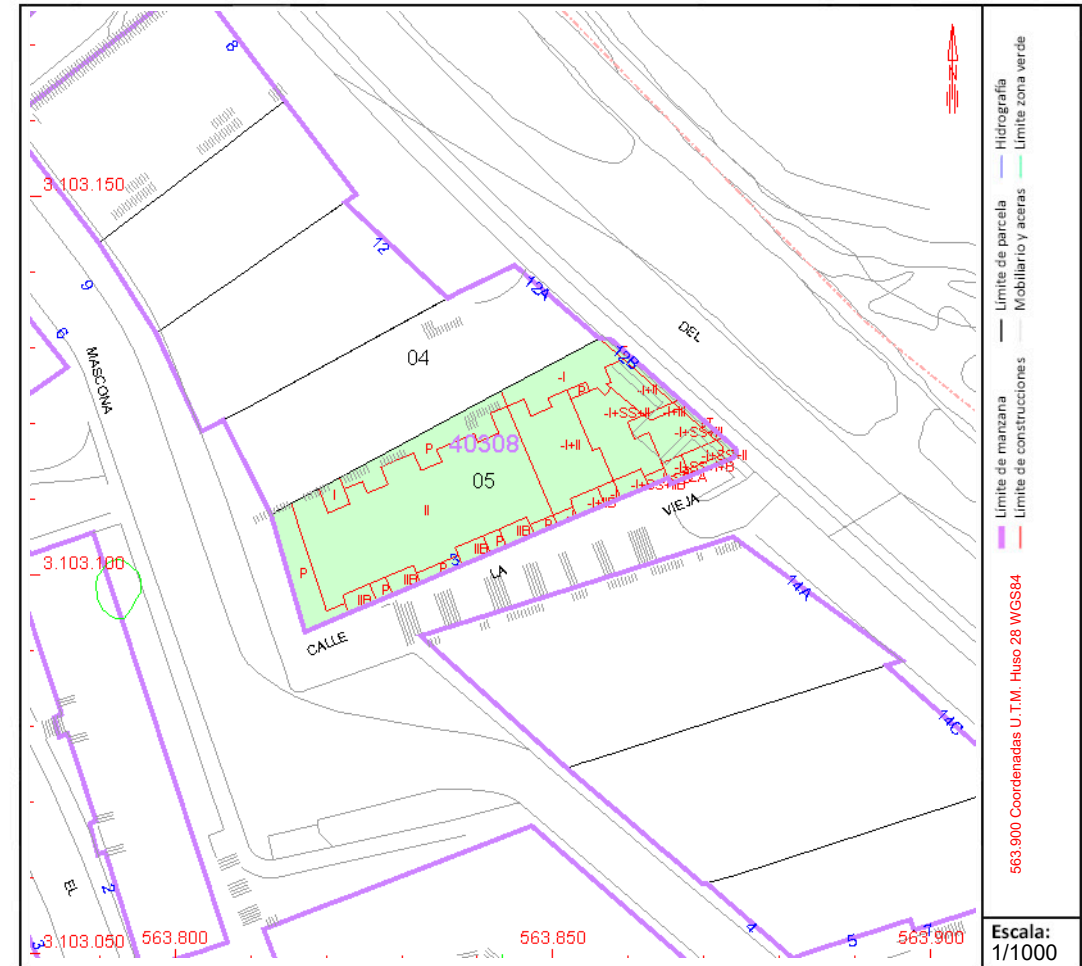 8
3.103.150
12
9
12A
6
MASCONA
DEL
04
12B
-I
P
-I+II
-I+SS+II
-I+III
40308
P
-I+II
05
I
II
-I+SS+II
VIEJA
P
3.103.100
5
IIB
P
IIB
P
IIB
P
IIB
P
LA
CALLE
14A
14C
EL
2
3
4
5
7
3.103.050
563.800
563.850
563.900
Hidrografía
Límite zona verde
Límite de parcela
Mobiliario y aceras
Límite de manzana
Límite de construcciones
563.900 Coordenadas U.T.M. Huso 28 WGS84
Escala:
1/1000